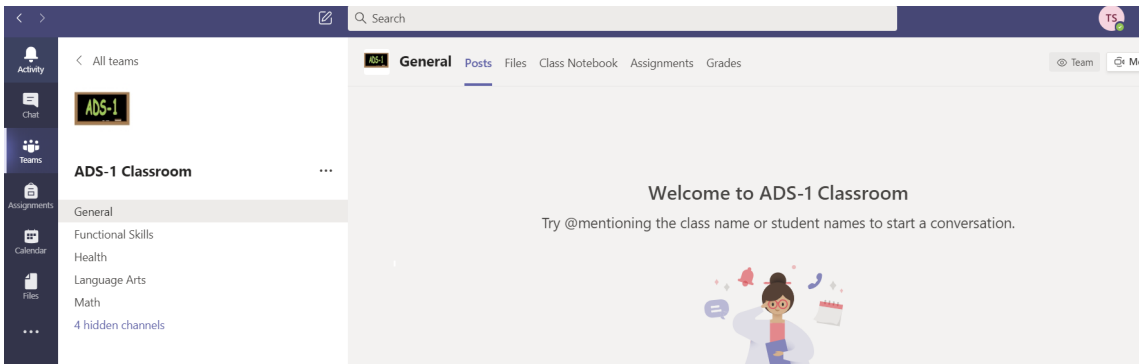 Search
TS
Activity
Chat
Teams
Assignments
Calendar
Files
All teams
ADS-1
ADS-1 Classroom
General
Functional Skills
Health
Language Arts
Math
4 hidden channels
ADS-1 General Posts Files Class Notebook Assignments Grades
Team
Welcome to ADS-1 Classroom
Try @mentioning the class name or student names to start a conversation.